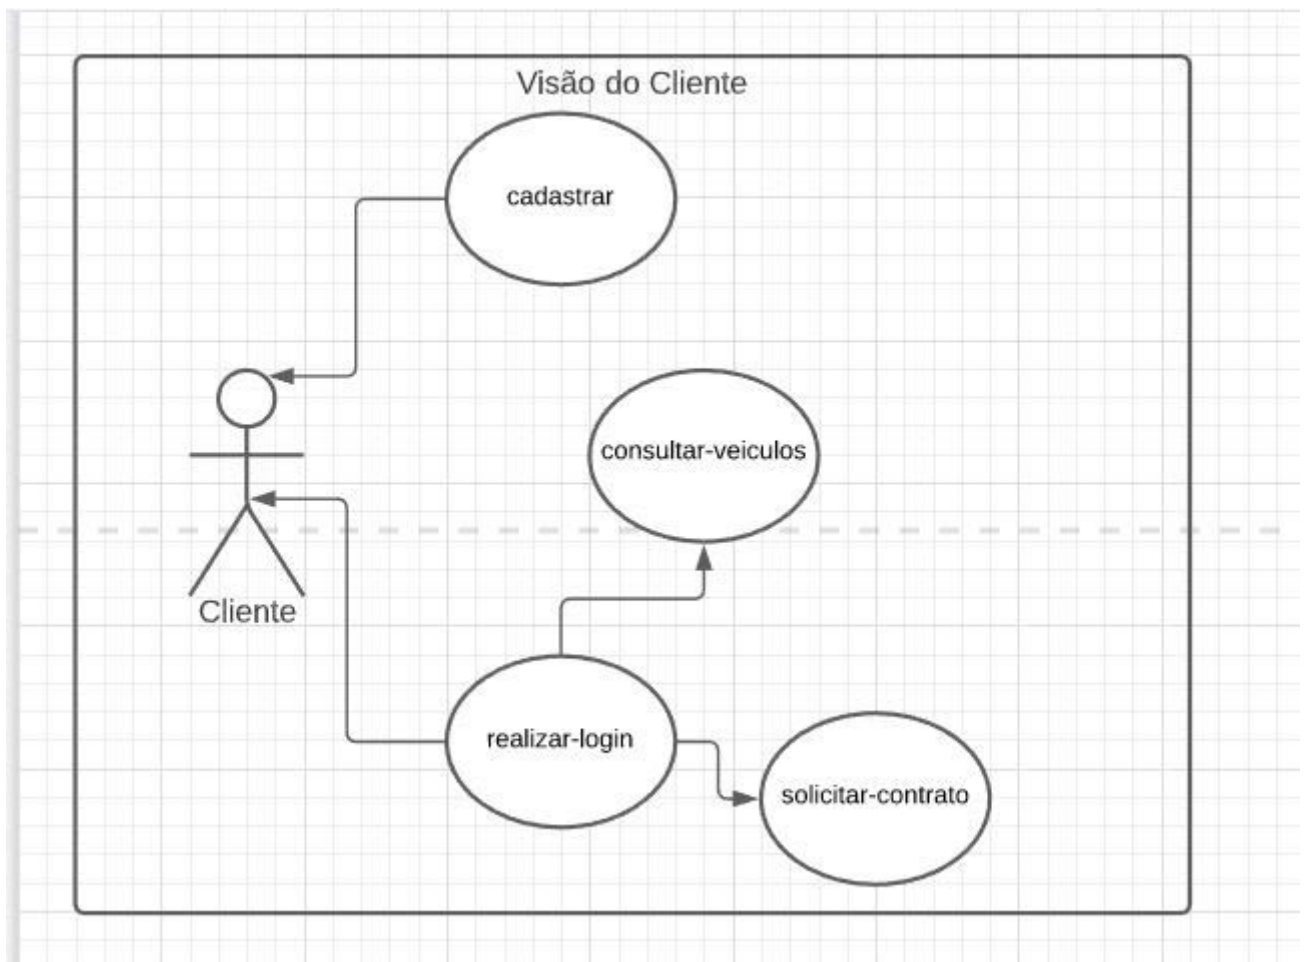 Visão do Cliente
cadastrar
consultar-veiculos
Cliente
realizar-login
solicitar-contrato